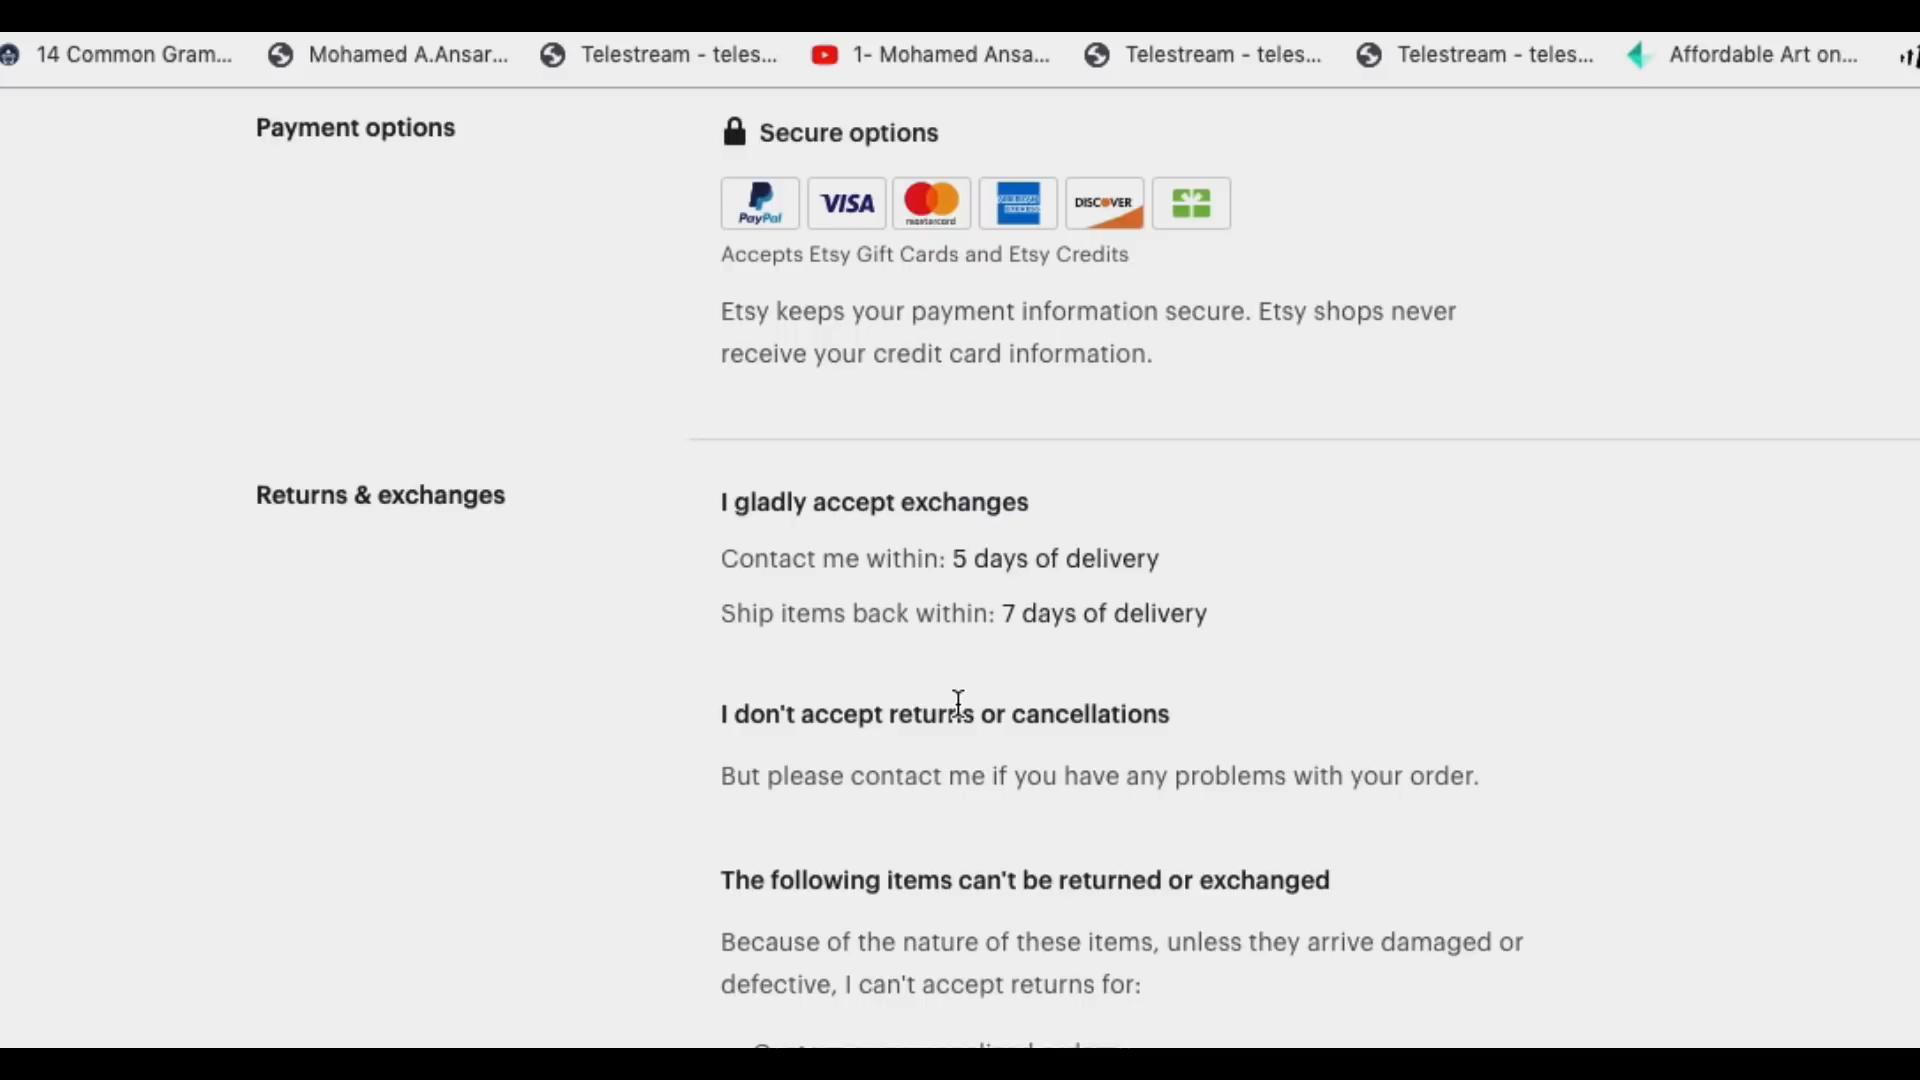 14 Common Gram...
Mohamed A.Ansar...
Telestream - teles...
1- Mohamed Ansa...
Telestream - teles...
Telestream - teles...
Affordable Art on...
Payment options
Secure options
PayPal
VISA
mastercard
AMERICAN EXPRESS
DISCOVER
Accepts Etsy Gift Cards and Etsy Credits
Etsy keeps your payment information secure. Etsy shops never
receive your credit card information.
Returns & exchanges
I gladly accept exchanges
Contact me within: 5 days of delivery
Ship items back within: 7 days of delivery
I don't accept returns or cancellations
But please contact me if you have any problems with your order.
The following items can't be returned or exchanged
Because of the nature of these items, unless they arrive damaged or
defective, I can't accept returns for: